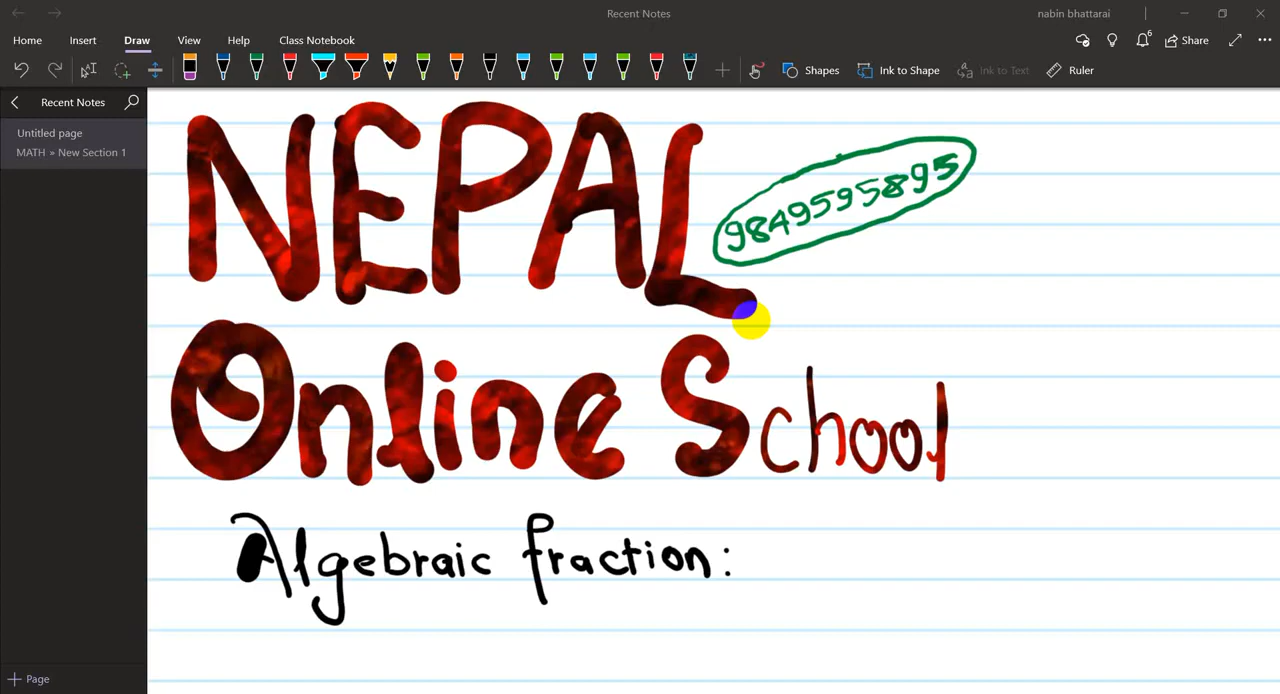 Recent Notes
nabin bhattarai
Home Insert Draw View Help Class Notebook
6 Share
Shapes Ink to Shape Ink to Text Ruler
Recent Notes
Untitled page
MATH » New Section 1
NEPAL
9849595895
Online School
Algebraic fraction:
Page